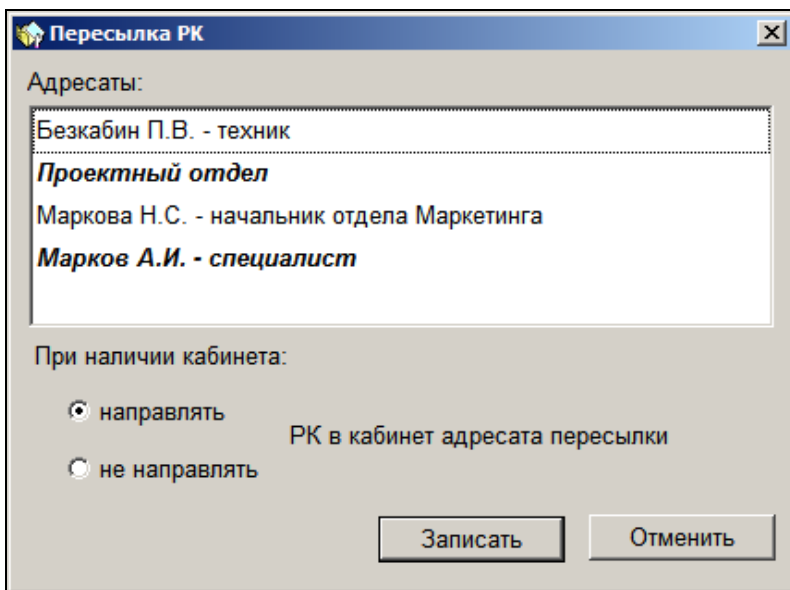 Пересылка РК
Адресаты:
Безкабин П.В. - техник
Проектный отдел
Маркова Н.С. - начальник отдела Маркетинга
Марков А.И. - специалист
При наличии кабинета:
направлять
РК в кабинет адресата пересылки
не направлять
Записать Отменить